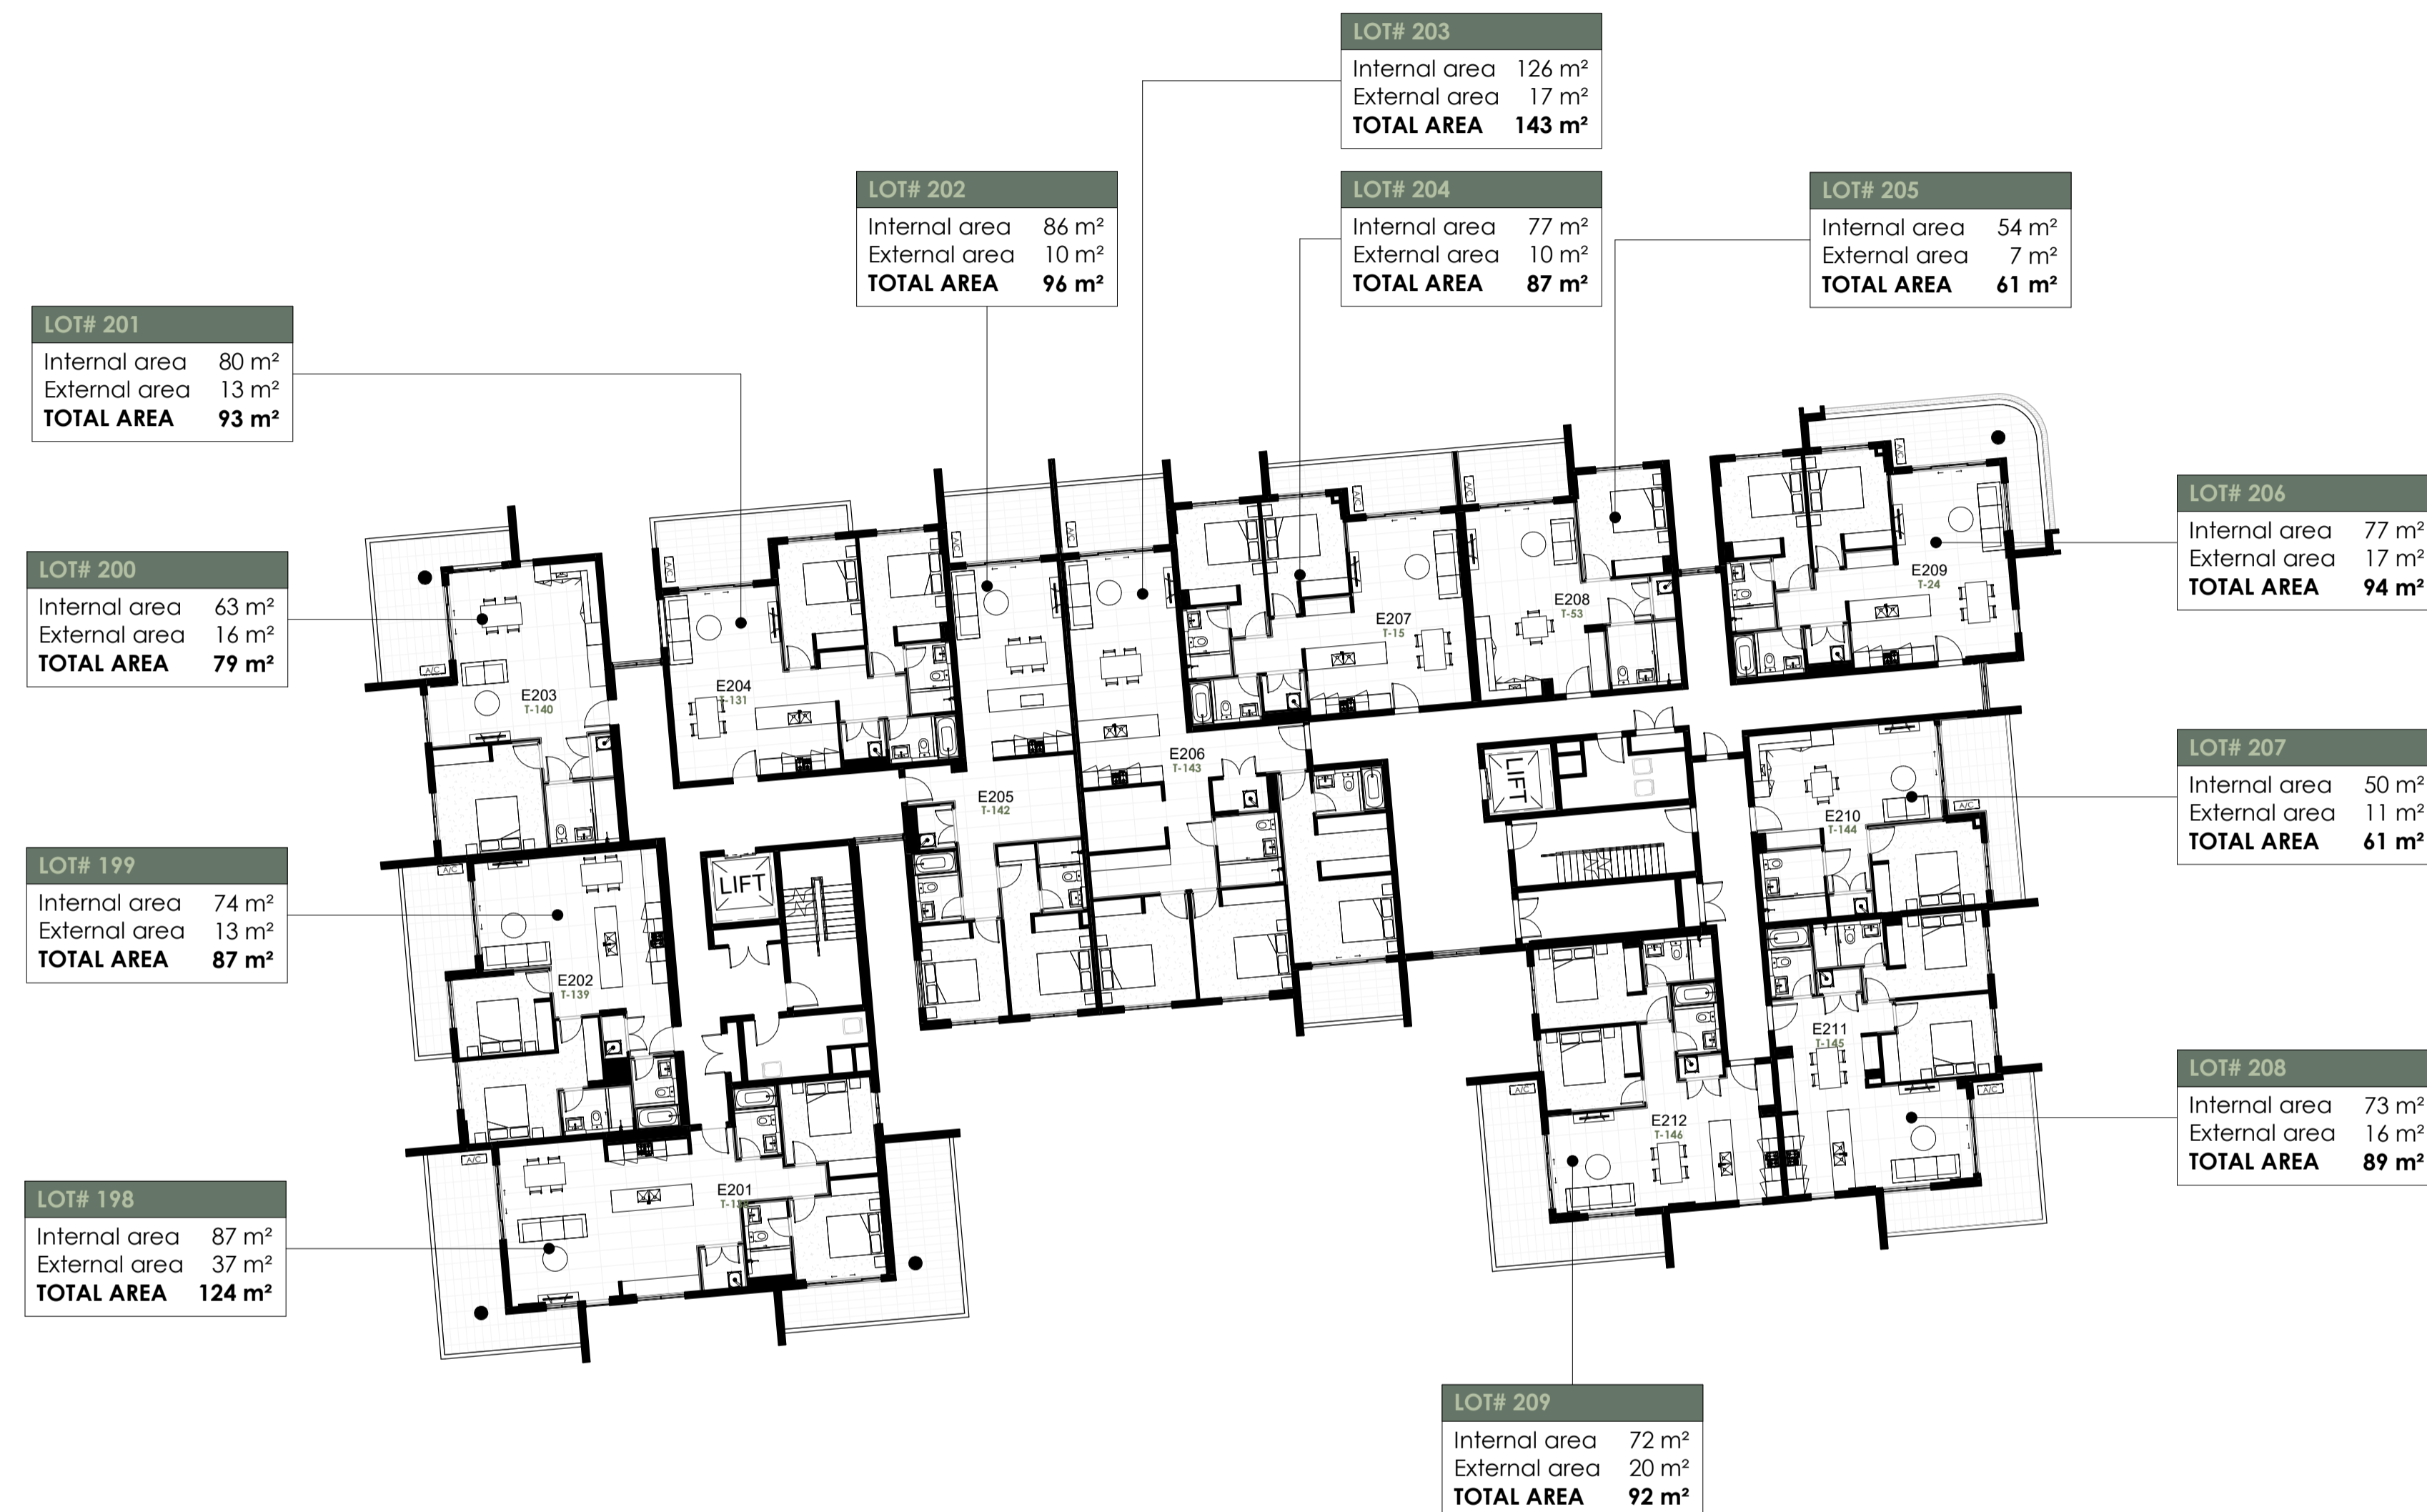 LOT# 203
Internal area 126 m²
External area 17 m²
TOTAL AREA 143 m²
LOT# 202
Internal area 86 m²
External area 10 m²
TOTAL AREA 96 m²
LOT# 204
Internal area 77 m²
External area 10 m²
TOTAL AREA 87 m²
LOT# 205
Internal area 54 m²
External area 7 m²
TOTAL AREA 61 m²
LOT# 201
Internal area 80 m²
External area 13 m²
TOTAL AREA 93 m²
LOT# 206
Internal area 77 m²
External area 17 m²
TOTAL AREA 94 m²
LOT# 200
Internal area 63 m²
External area 16 m²
TOTAL AREA 79 m²
LOT# 207
Internal area 50 m²
External area 11 m²
TOTAL AREA 61 m²
LOT# 199
Internal area 74 m²
External area 13 m²
TOTAL AREA 87 m²
LOT# 208
Internal area 73 m²
External area 16 m²
TOTAL AREA 89 m²
LOT# 198
Internal area 87 m²
External area 37 m²
TOTAL AREA 124 m²
LOT# 209
Internal area 72 m²
External area 20 m²
TOTAL AREA 92 m²
E203
T-140
E204
T-131
E205
T-142
E206
T-143
E207
T-15
E208
T-53
E209
T-24
E210
T-144
E211
T-145
E212
T-146
E202
T-139
E201
LIFT
LIFT
A/C
A/C
A/C
A/C
A/C
A/C
A/C
A/C
A/C
A/C
A/C
A/C